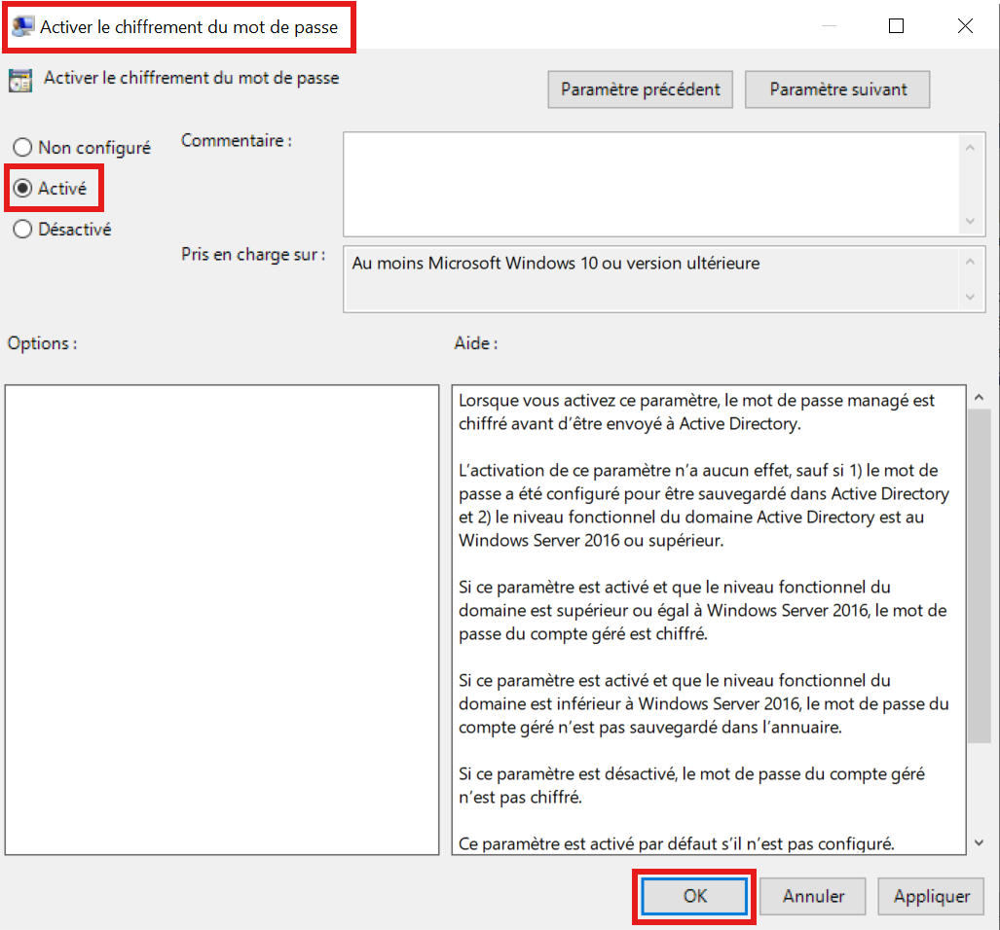 Activer le chiffrement du mot de passe
Activer le chiffrement du mot de passe
Paramètre précédent
Paramètre suivant
Non configuré
Commentaire :
Activé
Désactivé
Pris en charge sur :
Au moins Microsoft Windows 10 ou version ultérieure
Options :
Aide :
Lorsque vous activez ce paramètre, le mot de passe managé est
chiffré avant d’être envoyé à Active Directory.
L’activation de ce paramètre n’a aucun effet, sauf si 1) le mot de
passe a été configuré pour être sauvegardé dans Active Directory
et 2) le niveau fonctionnel du domaine Active Directory est au
Windows Server 2016 ou supérieur.
Si ce paramètre est activé et que le niveau fonctionnel du
domaine est supérieur ou égal à Windows Server 2016, le mot de
passe du compte géré est chiffré.
Si ce paramètre est activé et que le niveau fonctionnel du
domaine est inférieur à Windows Server 2016, le mot de passe du
compte géré n’est pas sauvegardé dans l’annuaire.
Si ce paramètre est désactivé, le mot de passe du compte géré
n’est pas chiffré.
Ce paramètre est activé par défaut s’il n’est pas configuré.
OK
Annuler
Appliquer